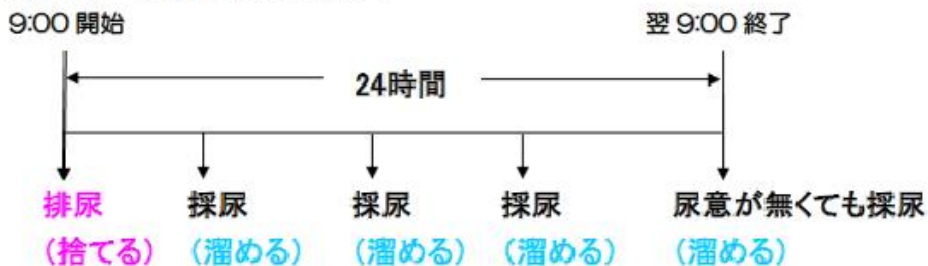 9:00 開始 翌 9:00 終了
24時間
排尿 採尿 採尿 採尿 尿意が無くても採尿
(捨てる) (溜める) (溜める) (溜める) (溜める)